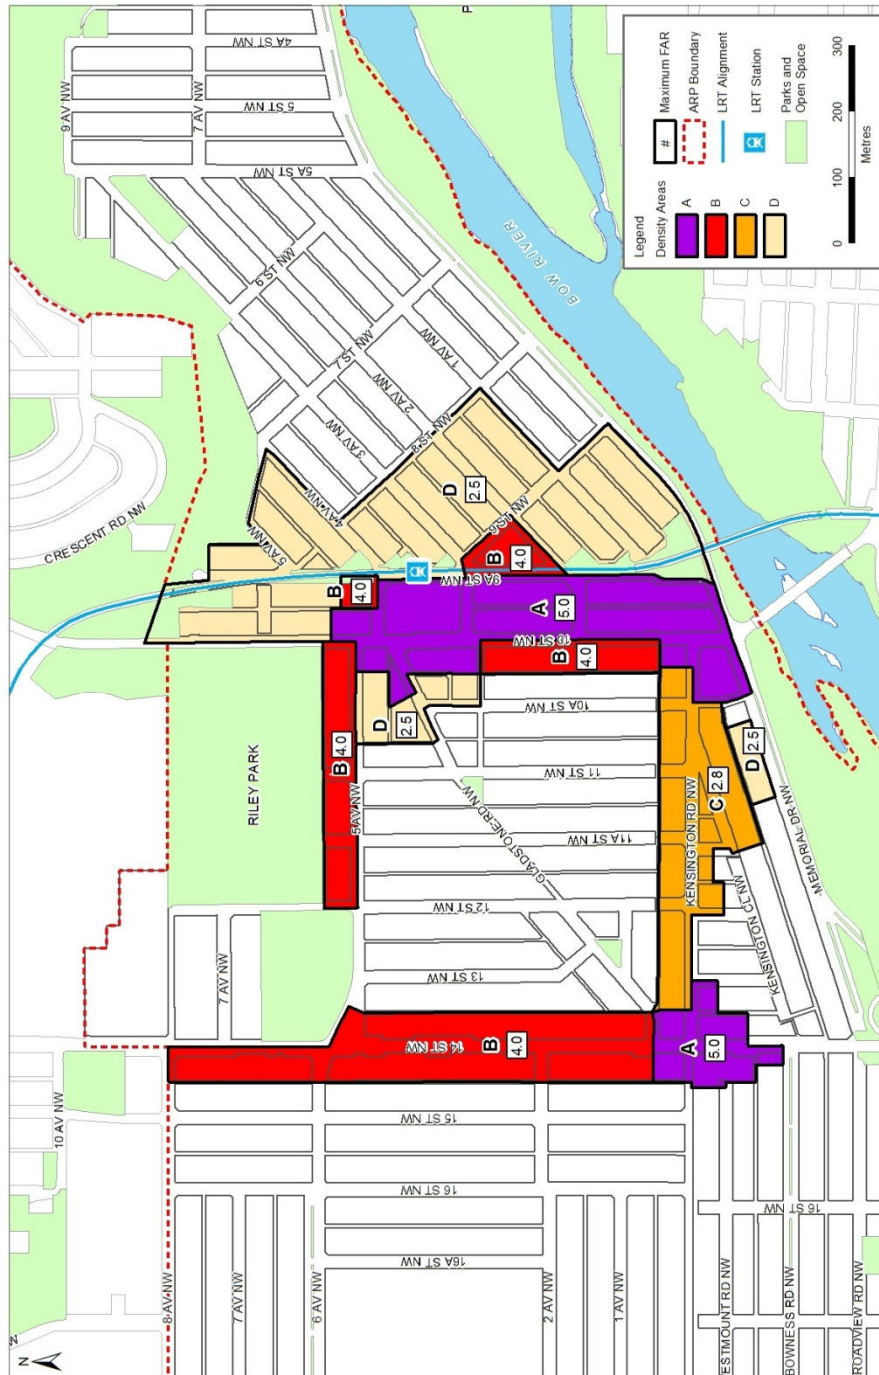 N
10 AV NW
9 AV NW
4A ST NW
CRESCENT RD NW
7 AV NW
5 ST NW
8 AV NW
7 AV NW
7 AV NW
RILEY PARK
5A ST NW
6 ST NW
6 AV NW
5 AV NW
B
4.0
B
4.0
5 AV NW
4 AV NW
3 AV NW
7 ST NW
2 AV NW
1 AV NW
8 ST NW
15 ST NW
16 ST NW
16A ST NW
14 ST NW
B
4.0
13 ST NW
12 ST NW
GLADSTONE RD NW
11A ST NW
11 ST NW
10A ST NW
D
2.5
10 ST NW
9A ST NW
D
2.5
9 ST NW
B
4.0
A
5.0
B
4.0
2 AV NW
1 AV NW
BOW RIVER
A
5.0
KENSINGTON RD NW
C
2.8
D
2.5
KENSINGTON CL NW
MEMORIAL DR NW
ESTMOUNT RD NW
BOWNESS RD NW
16 ST NW
ROADVIEW RD NW
P
Legend
Density Areas
A
B
C
D
# Maximum FAR
ARP Boundary
LRT Alignment
LRT Station
Parks and
Open Space
0 100 200 300
Metres